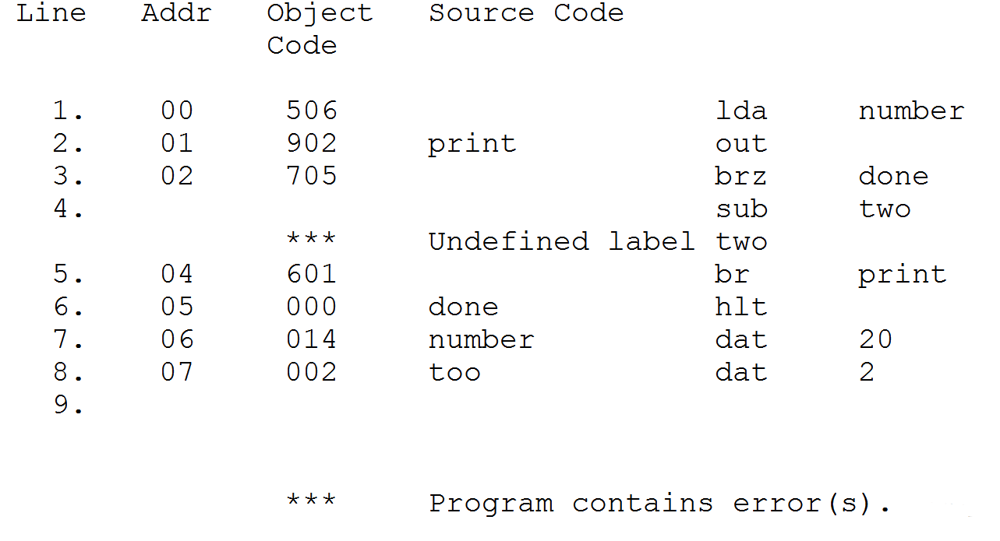 Line Addr Object Source Code
Code
1. 00 506 lda number
2. 01 902 print out
3. 02 705 brz done
4. sub two
*** Undefined label two
5. 04 601 br print
6. 05 000 done hlt
7. 06 014 number dat 20
8. 07 002 too dat 2
9.
*** Program contains error(s).